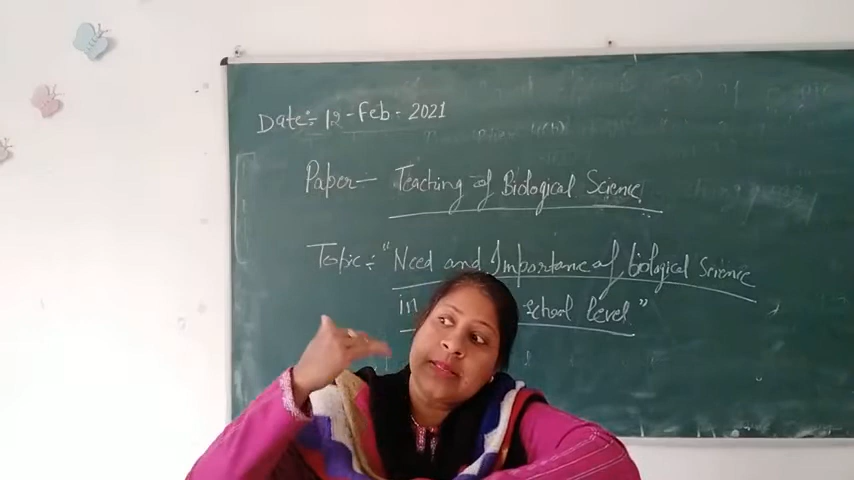 Date:- 12-Feb-2021
Paper- Teaching of Biological Science
Topic:- "Need and Importance of biological Science
in school level"